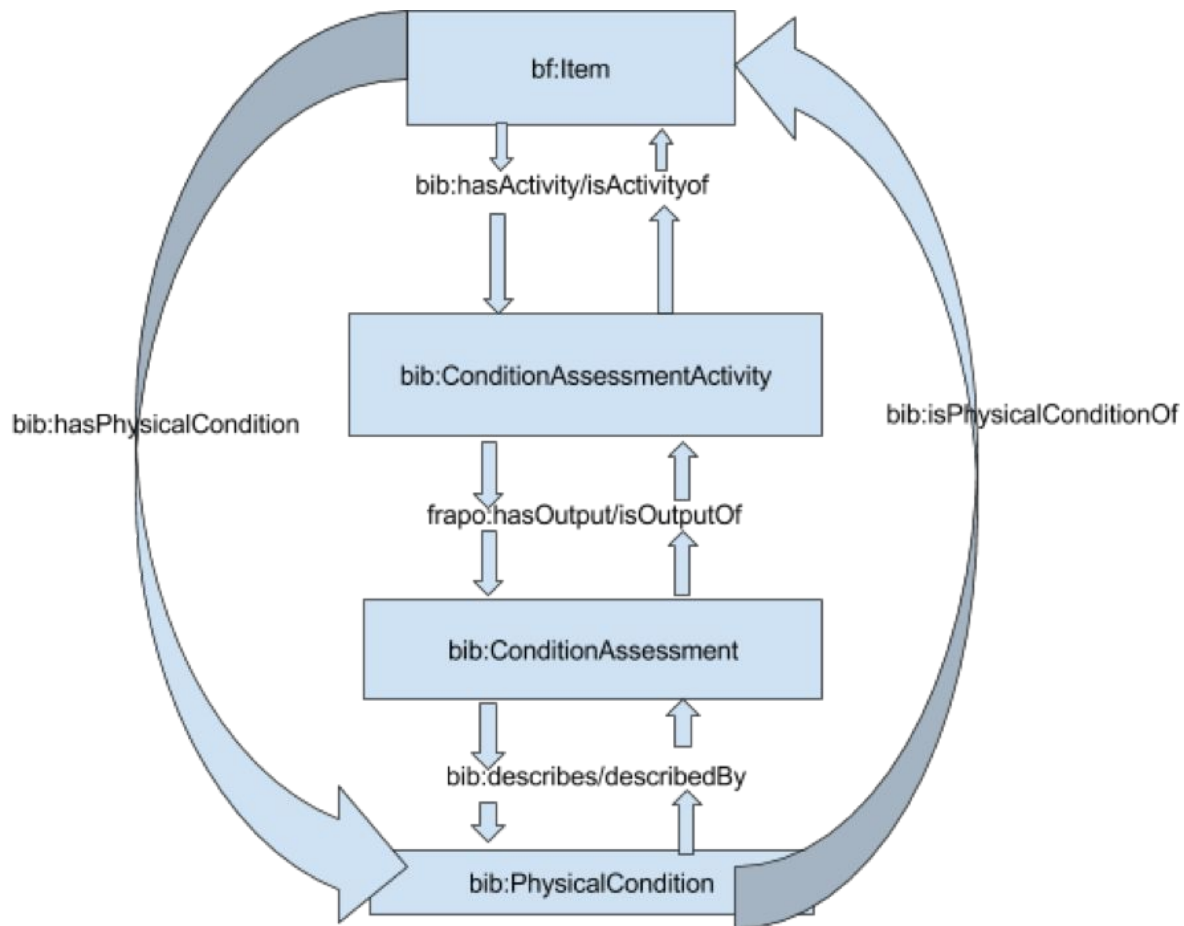 bf:Item
bib:hasActivity/isActivityof
bib:ConditionAssessmentActivity
bib:hasPhysicalCondition
bib:isPhysicalConditionOf
frapo:hasOutput/isOutputOf
bib:ConditionAssessment
bib:describes/describedBy
bib:PhysicalCondition